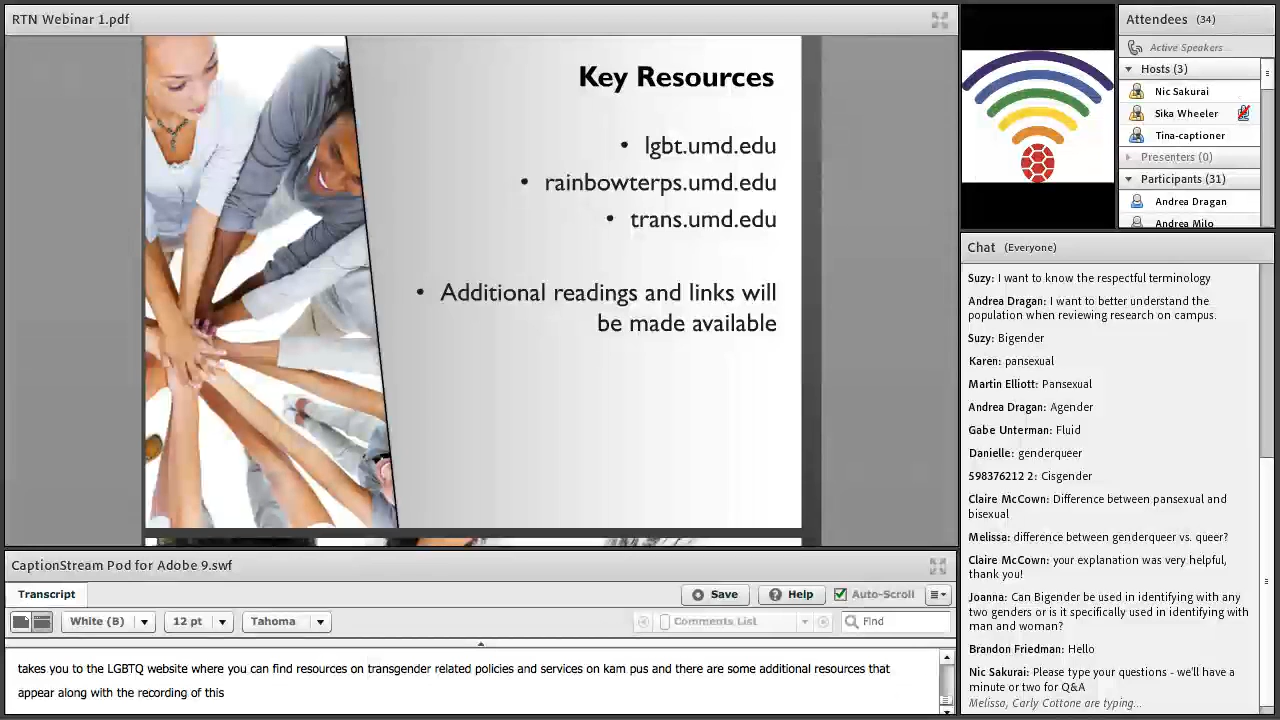 RTN Webinar 1.pdf
Key Resources
• lgbt.umd.edu
• rainbowterps.umd.edu
• trans.umd.edu
• Additional readings and links will
be made available
CaptionStream Pod for Adobe 9.swf
Transcript
Save
Help
Auto-Scroll
White (B)
12 pt
Tahoma
Comments List
Find
takes you to the LGBTQ website where you can find resources on transgender related policies and services on kam pus and there are some additional resources that
appear along with the recording of this
Attendees (34)
Active Speakers...
Hosts (3)
Nic Sakurai
Sika Wheeler
Tina-captioner
Presenters (0)
Participants (31)
Andrea Dragan
Andrea Milo
Chat (Everyone)
Suzy: I want to know the respectful terminology
Andrea Dragan: I want to better understand the
population when reviewing research on campus.
Suzy: Bigender
Karen: pansexual
Martin Elliott: Pansexual
Andrea Dragan: Agender
Gabe Unterman: Fluid
Danielle: genderqueer
598376212 2: Cisgender
Claire McCown: Difference between pansexual and
bisexual
Melissa: difference between genderqueer vs. queer?
Claire McCown: your explanation was very helpful,
thank you!
Joanna: Can Bigender be used in identifying with any
two genders or is it specifically used in identifying with
man and woman?
Brandon Friedman: Hello
Nic Sakurai: Please type your questions - we'll have a
minute or two for Q&A
Melissa, Carly Cottone are typing...